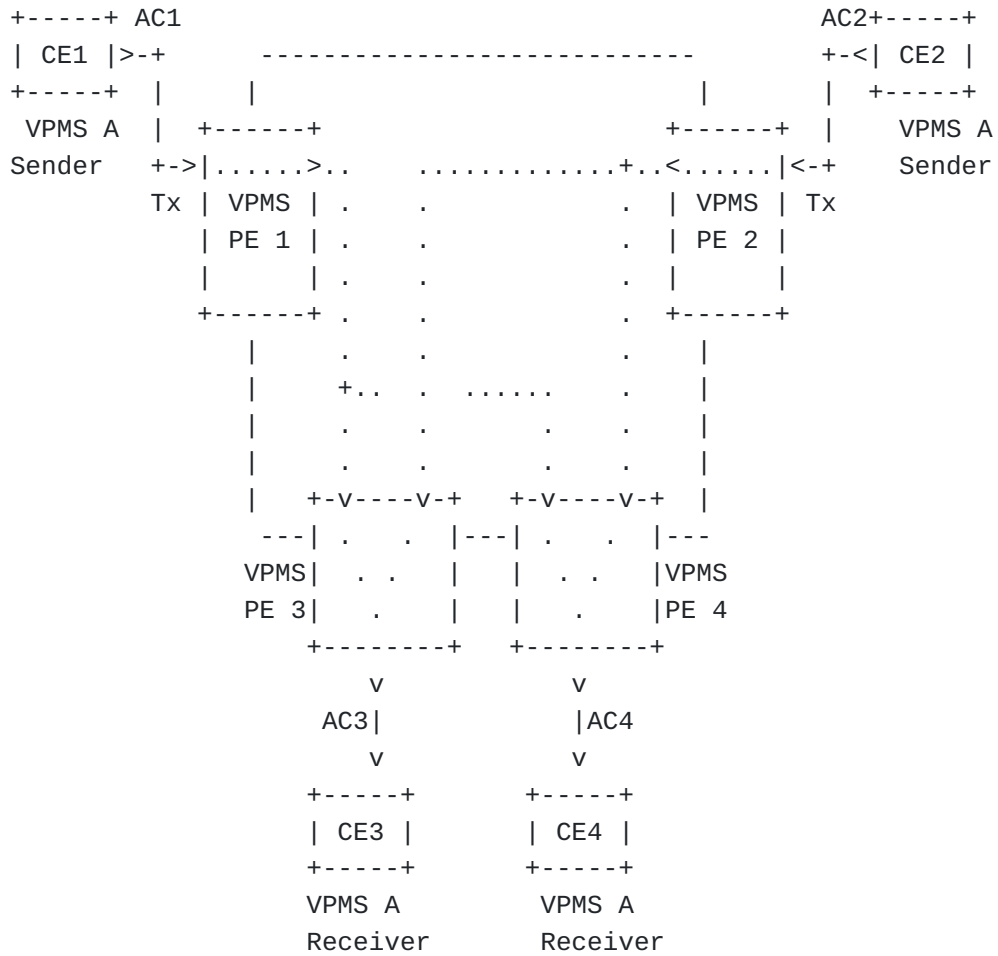 +-----+ AC1                                           AC2+-----+
| CE1 |>-+      ----------------------------        +-<| CE2 |
+-----+  |     |                            |       |  +-----+
 VPMS A  |  +------+                      +------+  |    VPMS A
Sender   +->|......>..    .............+..<......|<-+    Sender
         Tx | VPMS | .    .            .  | VPMS | Tx
            | PE 1 | .    .            .  | PE 2 |
            |      | .    .            .  |      |
            +------+ .    .            .  +------+
               |     .    .            .    |
               |     +..  .  ......    .    |
               |     .    .       .    .    |
               |     .    .       .    .    |
               |   +-v----v-+   +-v----v-+  |
                ---| .   .  |---| .   .  |---
               VPMS|  . .   |   |  . .   |VPMS
               PE 3|   .    |   |   .    |PE 4
                   +--------+   +--------+
                       v            v
                    AC3|            |AC4
                       v            v
                   +-----+       +-----+
                   | CE3 |       | CE4 |
                   +-----+       +-----+
                   VPMS A         VPMS A
                   Receiver       Receiver